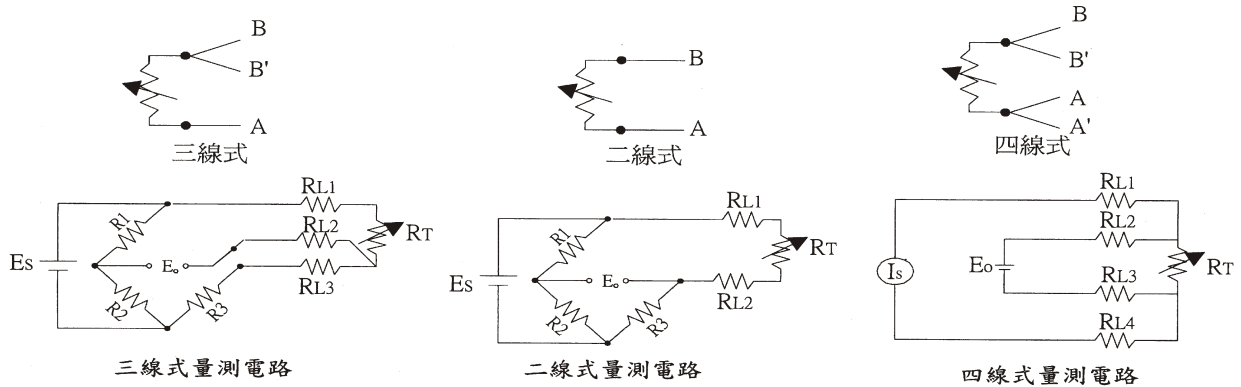 B
B'
A
三線式
B
A
二線式
B
B'
A
A'
四線式
Es
R1
R2
R3
Eo
RL1
RL2
RL3
RT
三線式量測電路
Es
R1
R2
R3
Eo
RL1
RL2
RT
二線式量測電路
Is
Eo
RL1
RL2
RL3
RL4
RT
四線式量測電路